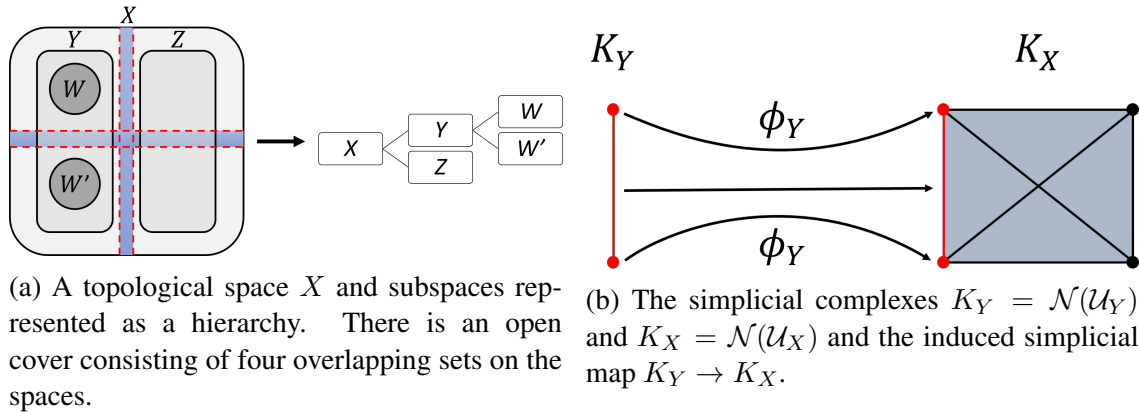 X
Y
Z
W
W'
X
Y
Z
W
W'
(a) A topological space X and subspaces rep-
resented as a hierarchy. There is an open
cover consisting of four overlapping sets on the
spaces.
K_Y
K_X
ϕ_Y
ϕ_Y
(b) The simplicial complexes K_Y = 𝒩(𝒰_Y)
and K_X = 𝒩(𝒰_X) and the induced simplicial
map K_Y → K_X.